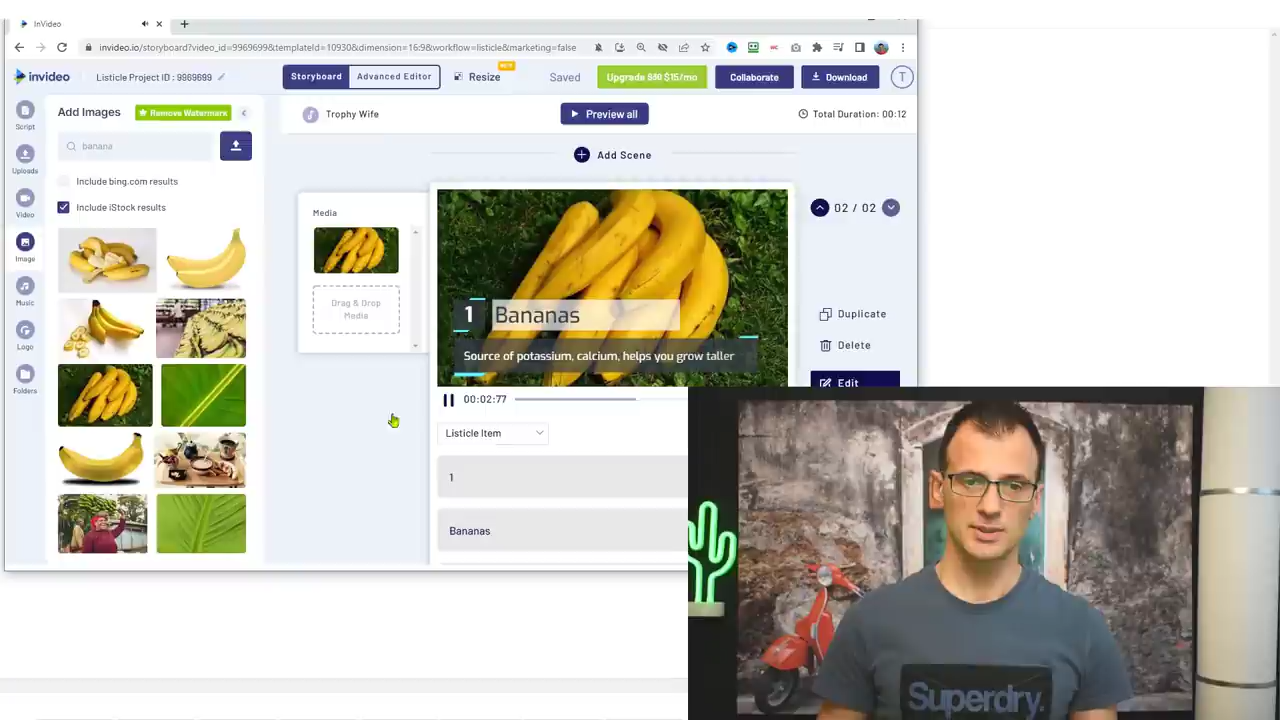 InVideo
invideo.io/storyboard?video_id=9969699&templateId=10930&dimension=16:9&workflow=listicle&marketing=false
invideo
Listicle Project ID : 9969699
Storyboard
Advanced Editor
Resize
Saved
Upgrade $30 $15/mo
Collaborate
Download
T
Script
Uploads
Video
Image
Music
Logo
Folders
Add Images
Remove Watermark
banana
Include bing.com results
Include iStock results
Trophy Wife
Preview all
Total Duration: 00:12
Add Scene
Media
Drag & Drop
Media
1
Bananas
Source of potassium, calcium, helps you grow taller
02 / 02
Duplicate
Delete
Edit
00:02:77
Listicle Item
1
Bananas
Superdry.